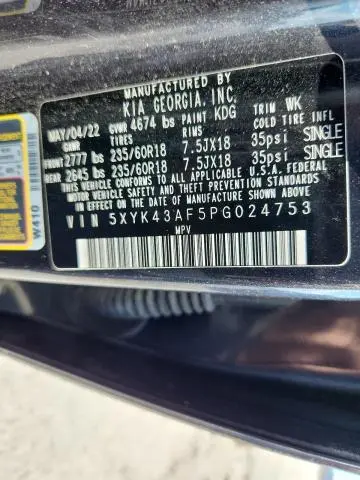 MANUFACTURED BY
KIA GEORGIA, INC.
MAY/04/22 GVWR 4674 lbs PAINT KDG TRIM WK
GAWR TIRES RIMS COLD TIRE INFL
FRONT 2777 lbs 235/60R18 7.5JX18 35psi SINGLE
REAR 2645 lbs 235/60R18 7.5JX18 35psi SINGLE
THIS VEHICLE CONFORMS TO ALL APPLICABLE FEDERAL MOTOR
VEHICLE SAFETY, BUMPER, AND THEFT PREVENTION STANDARDS
IN EFFECT ON THE DATE OF MANUFACTURE SHOWN ABOVE.
VIN 5XYK43AF5PG024753
MPV
W410